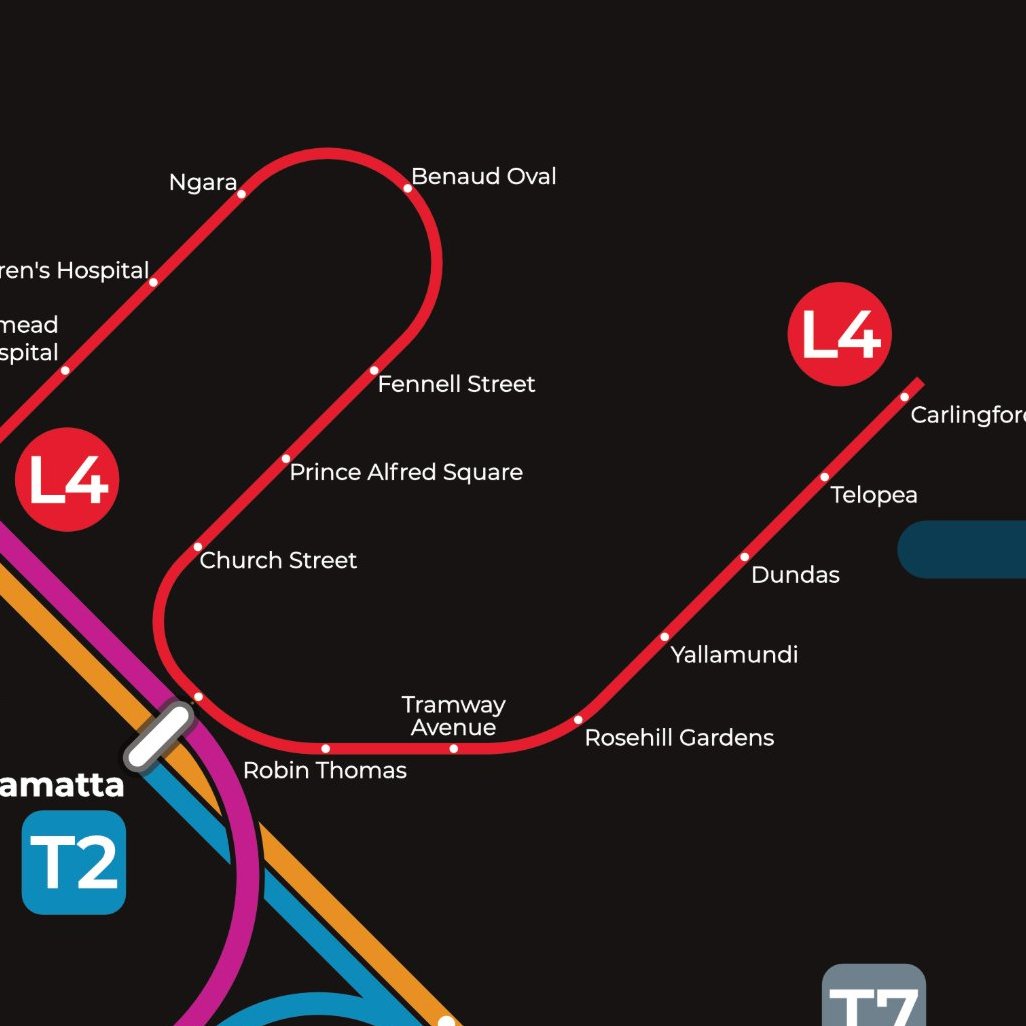 Ngara
Benaud Oval
ren's Hospital
mead
spital
L4
Fennell Street
Carlingford
L4
Prince Alfred Square
Telopea
Church Street
Dundas
Yallamundi
Tramway
Avenue
Rosehill Gardens
Robin Thomas
amatta
T2
T7